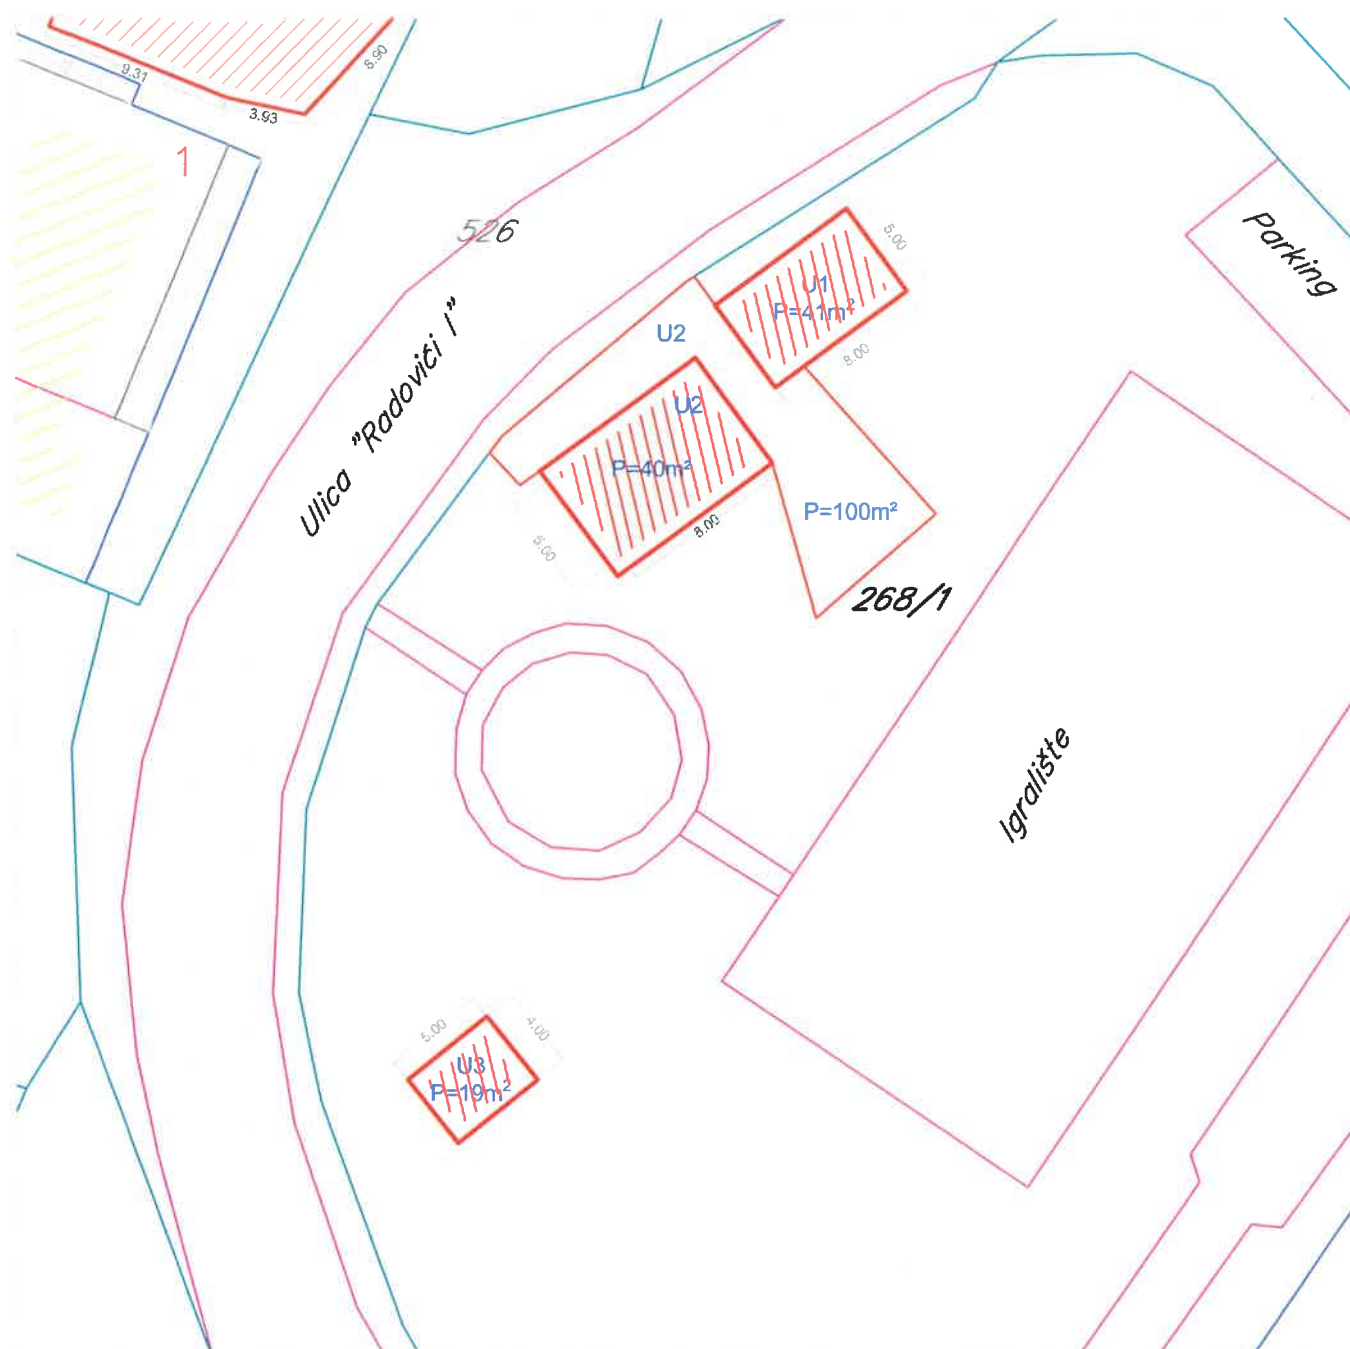 9.31
8.90
3.93
1
526
Ulica "Radovići I"
U1
P=41m²
5.00
8.00
Parking
U2
U2
P=40m²
5.00
8.00
P=100m²
268/1
Igralište
5.00
4.00
U3
P=19m²